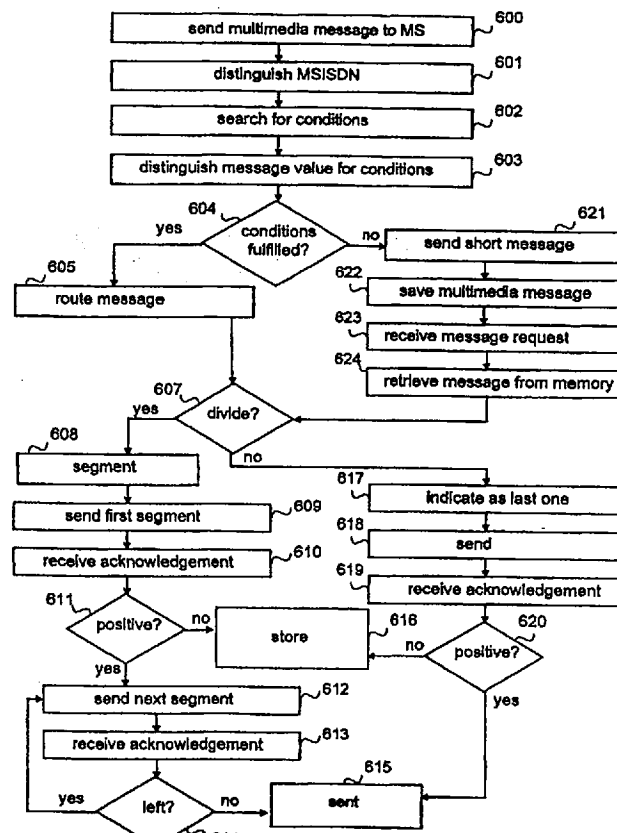 send multimedia message to MS
600
distinguish MSISDN
601
search for conditions
602
distinguish message value for conditions
603
604
conditions fulfilled?
yes
no
621
send short message
605
route message
622
save multimedia message
623
receive message request
624
retrieve message from memory
607
divide?
yes
no
608
segment
617
indicate as last one
send first segment
609
618
send
receive acknowledgement
610
619
receive acknowledgement
611
positive?
no
yes
store
616
620
positive?
no
yes
send next segment
612
receive acknowledgement
613
615
sent
left?
yes
no